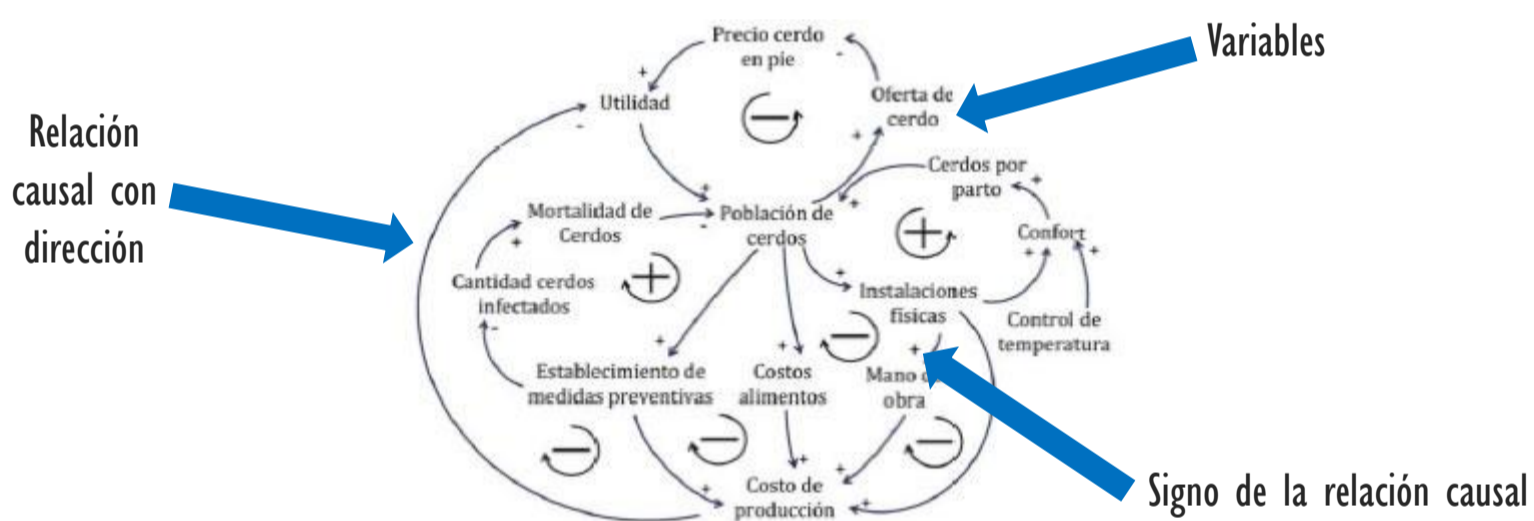 Variables
Relación
causal con
dirección
Precio cerdo
en pie
-
+
Utilidad
-
Oferta de
cerdo
+
Cerdos por
parto
+
Mortalidad de
Cerdos
+
-
+
Población de
cerdos
+
Confort
+
+
Cantidad cerdos
infectados
-
+
Instalaciones
físicas
Control de
temperatura
+
Establecimiento de
medidas preventivas
+
Costos
alimentos
+
Mano
obra
+
+
+
+
Costo de
producción
Signo de la relación causal